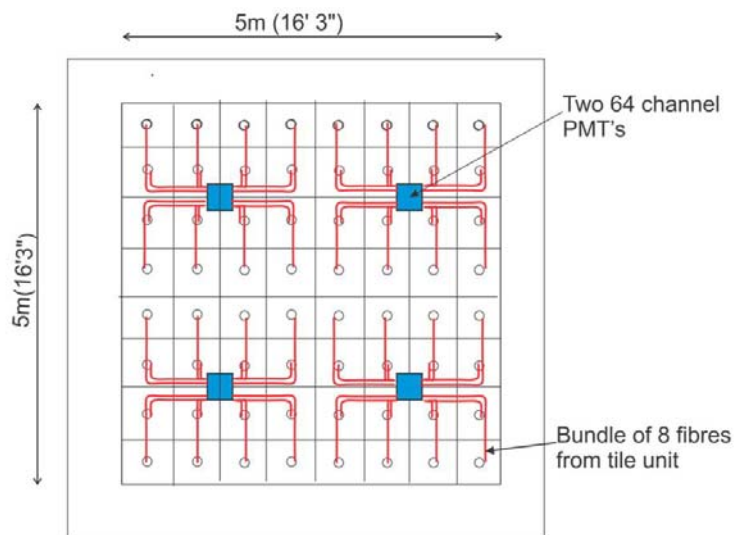 5m (16' 3")
Two 64 channel
PMT's
5m(16'3")
Bundle of 8 fibres
from tile unit